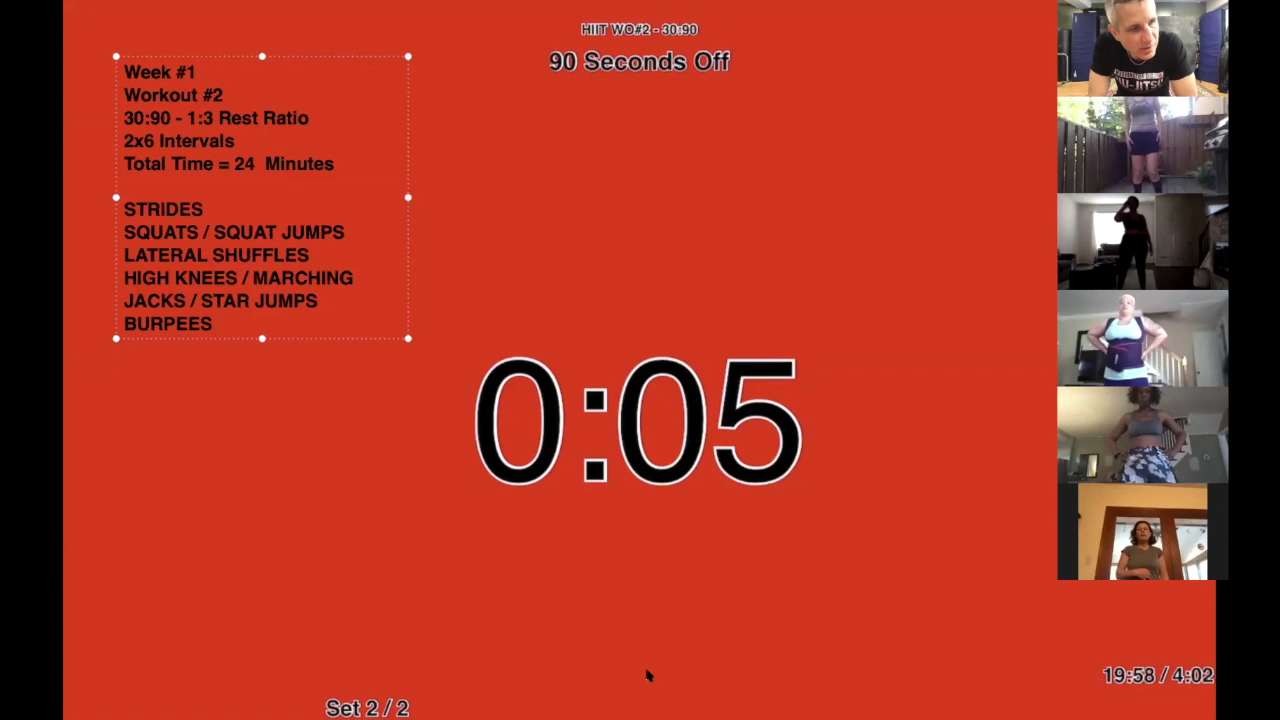 HIIT WO#2 - 30:90
90 Seconds Off
Week #1
Workout #2
30:90 - 1:3 Rest Ratio
2x6 Intervals
Total Time = 24 Minutes
STRIDES
SQUATS / SQUAT JUMPS
LATERAL SHUFFLES
HIGH KNEES / MARCHING
JACKS / STAR JUMPS
BURPEES
0:05
JIU-JITSU
19:58 / 4:02
Set 2 / 2